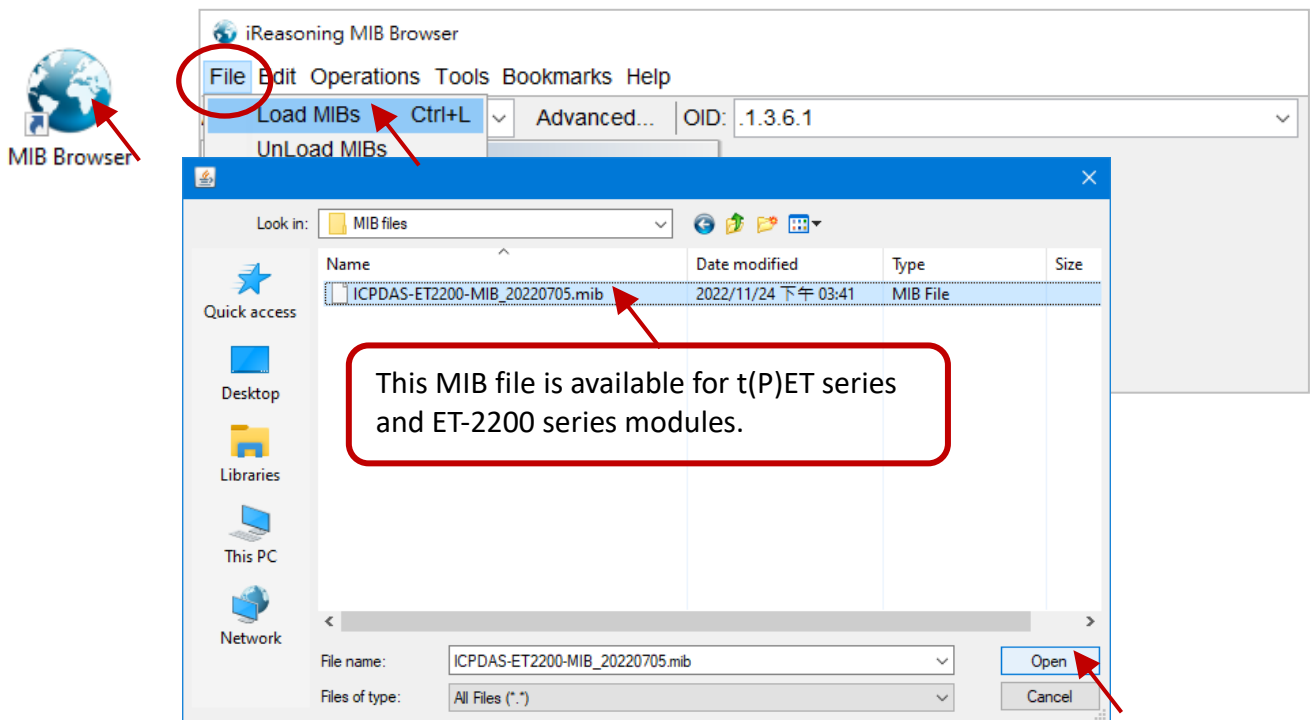 iReasoning MIB Browser
File Edit Operations Tools Bookmarks Help
Load MIBs Ctrl+L Advanced... OID: .1.3.6.1
UnLoad MIBs
MIB Browser
Look in: MIB files
Name Date modified Type Size
ICPDAS-ET2200-MIB_20220705.mib 2022/11/24 下午 03:41 MIB File
Quick access
This MIB file is available for t(P)ET series
and ET-2200 series modules.
Desktop
Libraries
This PC
Network
File name: ICPDAS-ET2200-MIB_20220705.mib Open
Files of type: All Files (*.*) Cancel